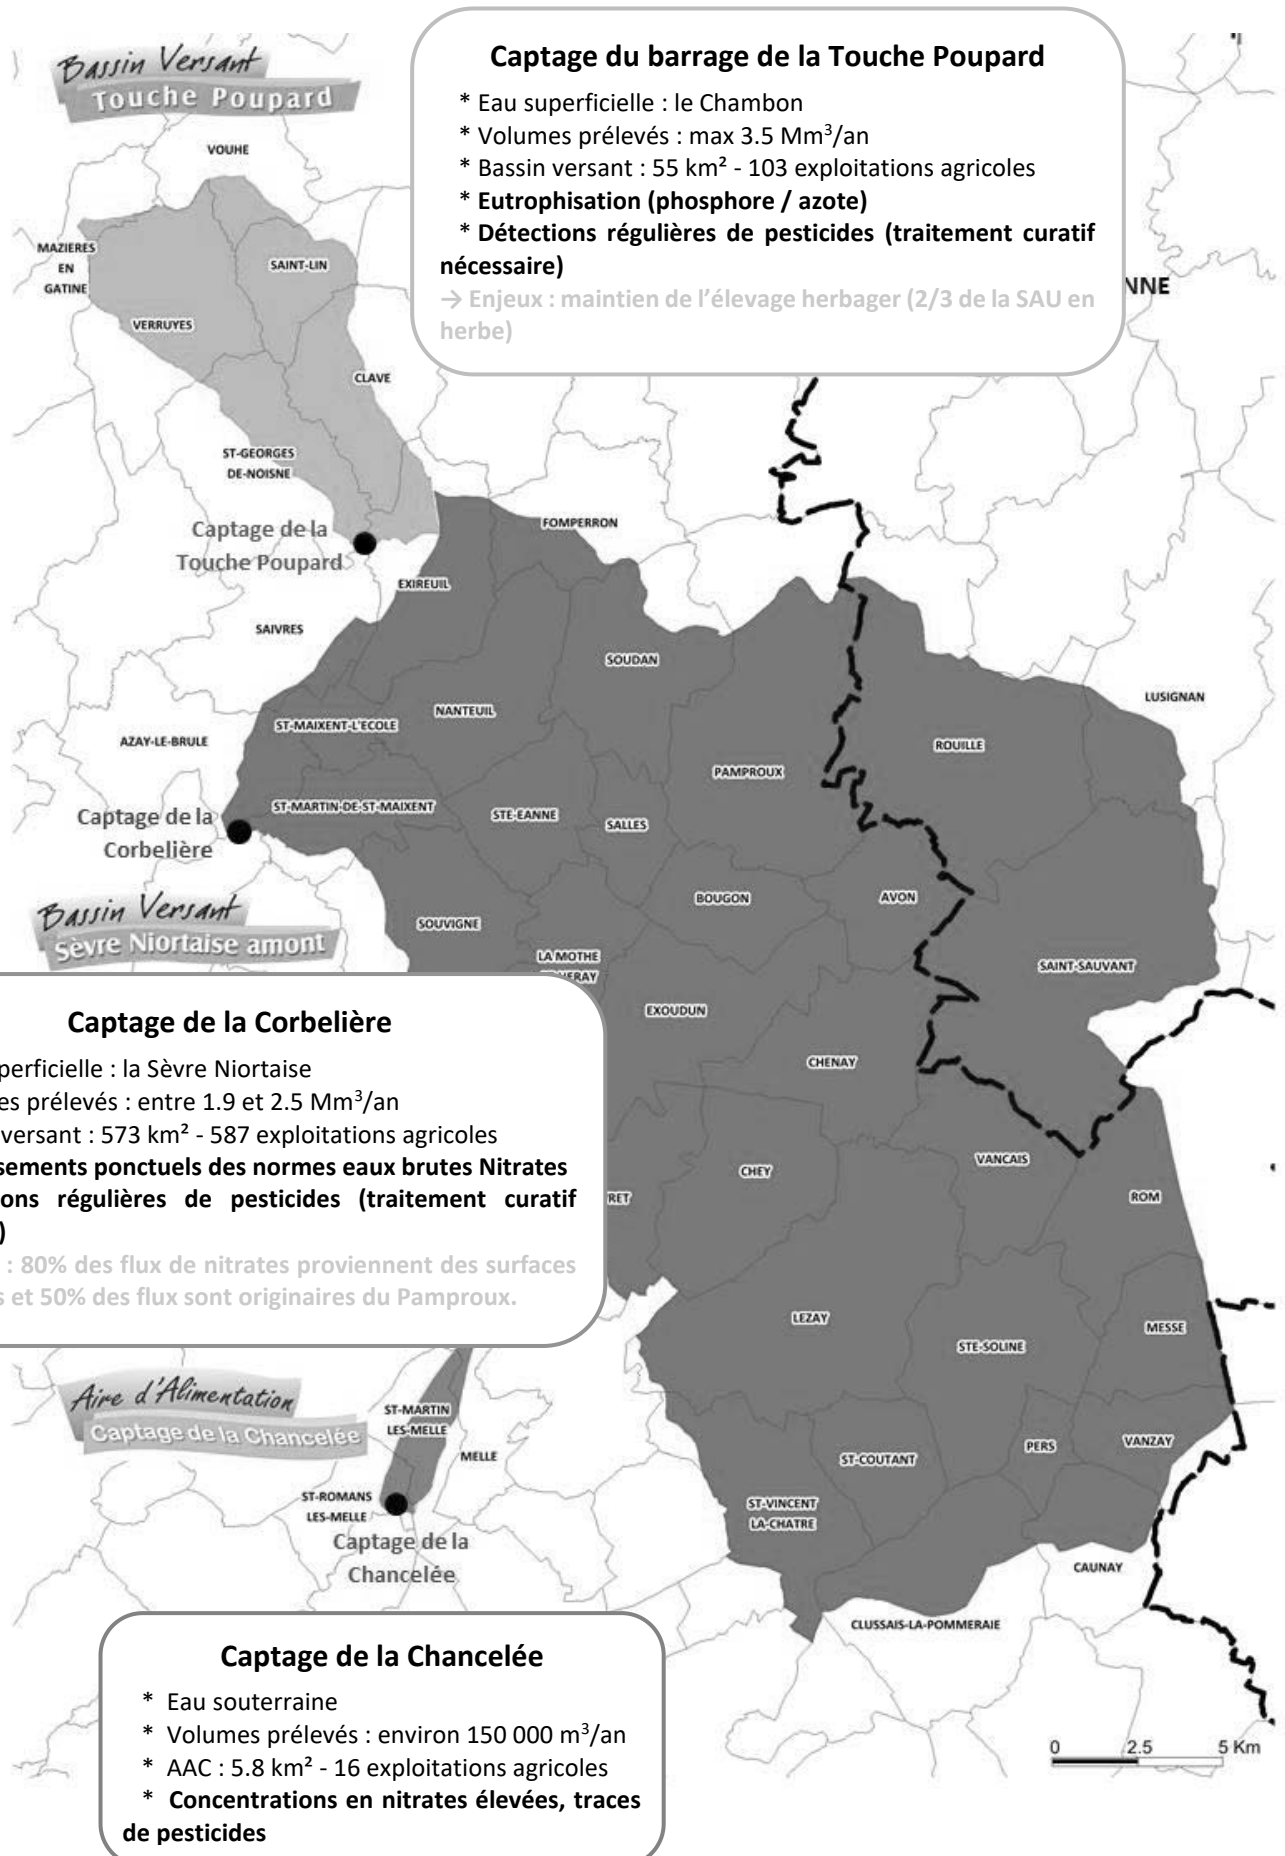 Bassin Versant
Touche Poupard
Captage du barrage de la Touche Poupard
* Eau superficielle : le Chambon
* Volumes prélevés : max 3.5 Mm³/an
* Bassin versant : 55 km² - 103 exploitations agricoles
* Eutrophisation (phosphore / azote)
* Détections régulières de pesticides (traitement curatif
nécessaire)
→ Enjeux : maintien de l'élevage herbager (2/3 de la SAU en
herbe)
NNE
VOUHE
MAZIERES
EN
GATINE
SAINT-LIN
VERRUYES
CLAVE
ST-GEORGES
DE-NOISNE
Captage de la
Touche Poupard
FOMPERRON
EXIREUIL
SAIVRES
SOUDAN
LUSIGNAN
NANTEUIL
ST-MAIXENT-L'ECOLE
AZAY-LE-BRULE
ROUILLE
PAMPROUX
ST-MARTIN-DE-ST-MAIXENT
STE-EANNE
SALLES
Captage de la
Corbelière
BOUGON
AVON
SOUVIGNE
Bassin Versant
Sèvre Niortaise amont
LA MOTHE
HERAY
SAINT-SAUVANT
EXOUDUN
CHENAY
Captage de la Corbelière
perficielle : la Sèvre Niortaise
es prélevés : entre 1.9 et 2.5 Mm³/an
versant : 573 km² - 587 exploitations agricoles
sements ponctuels des normes eaux brutes Nitrates
ons régulières de pesticides (traitement curatif
)
: 80% des flux de nitrates proviennent des surfaces
s et 50% des flux sont originaires du Pamproux.
CHEY
VANCAIS
RET
ROM
LEZAY
MESSE
STE-SOLINE
Aire d'Alimentation
Captage de la Chancelée
ST-MARTIN
LES-MELLE
MELLE
PERS
VANZAY
ST-COUTANT
ST-ROMANS
LES-MELLE
ST-VINCENT
LA-CHATRE
Captage de la
Chancelée
CAUNAY
CLUSSAIS-LA-POMMERAIE
Captage de la Chancelée
* Eau souterraine
* Volumes prélevés : environ 150 000 m³/an
* AAC : 5.8 km² - 16 exploitations agricoles
* Concentrations en nitrates élevées, traces
de pesticides
0 2.5 5 Km